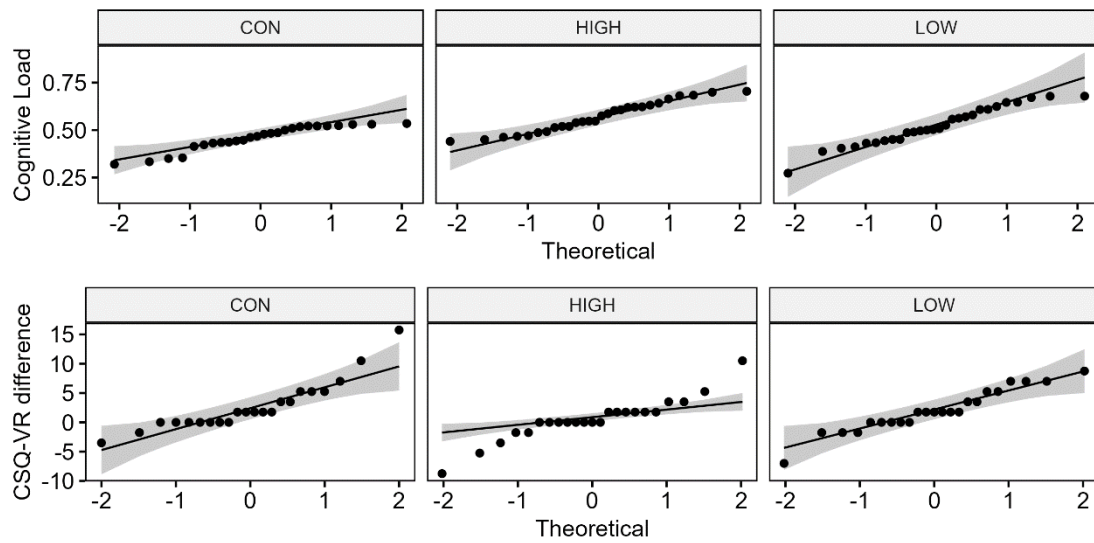 CON HIGH LOW
Cognitive Load
0.75
0.50
0.25
-2 -1 0 1 2 -2 -1 0 1 2 -2 -1 0 1 2
Theoretical
CON HIGH LOW
CSQ-VR difference
15
10
5
0
-5
-10
-2 -1 0 1 2 -2 -1 0 1 2 -2 -1 0 1 2
Theoretical